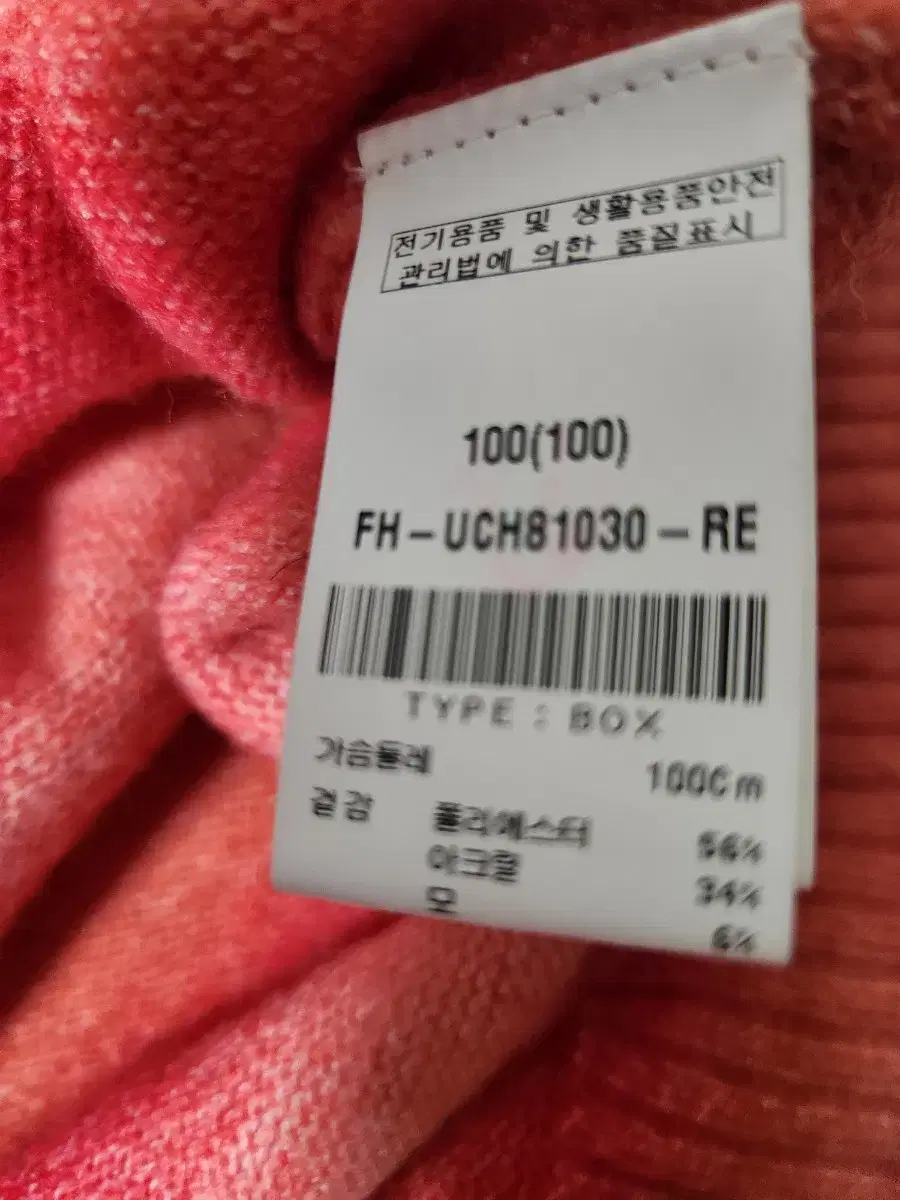 전기용품 및 생활용품안전
관리법에 의한 품질표시
100(100)
FH-UCH81030-RE
TYPE : BOX
가슴둘레 100Cm
겉감 폴리에스터 56%
아크릴 34%
모 6%